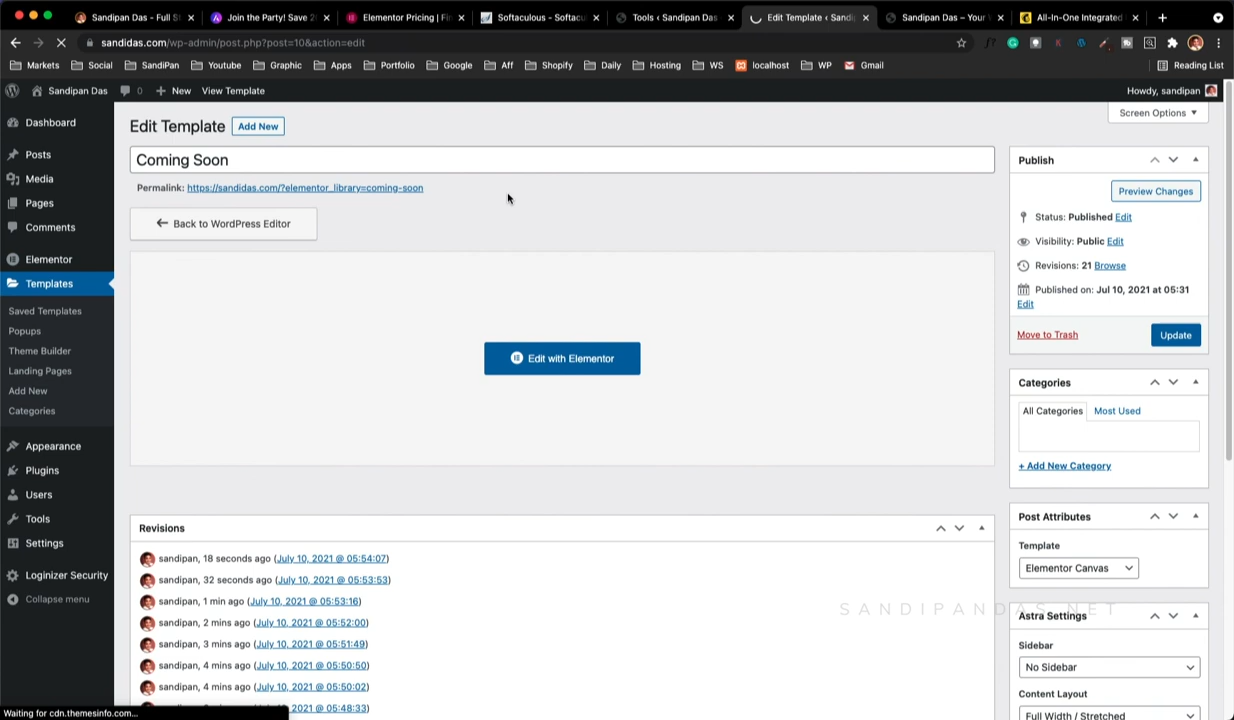 Sandipan Das - Full St
Join the Party! Save 2
Elementor Pricing | Fi
Softaculous - Softacu
Tools ‹ Sandipan Das
Edit Template ‹ Sandi
Sandipan Das – Your
All-In-One Integrated
sandidas.com/wp-admin/post.php?post=10&action=edit
Markets
Social
SandiPan
Youtube
Graphic
Apps
Portfolio
Google
Aff
Shopify
Daily
Hosting
WS
localhost
WP
Gmail
Reading List
Sandipan Das
0
New
View Template
Howdy, sandipan
Screen Options
Dashboard
Posts
Media
Pages
Comments
Elementor
Templates
Saved Templates
Popups
Theme Builder
Landing Pages
Add New
Categories
Appearance
Plugins
Users
Tools
Settings
Loginizer Security
Collapse menu
Edit Template
Add New
Coming Soon
Permalink: https://sandidas.com/?elementor_library=coming-soon
Back to WordPress Editor
Edit with Elementor
Revisions
sandipan, 18 seconds ago (July 10, 2021 @ 05:54:07)
sandipan, 32 seconds ago (July 10, 2021 @ 05:53:53)
sandipan, 1 min ago (July 10, 2021 @ 05:53:16)
sandipan, 2 mins ago (July 10, 2021 @ 05:52:00)
sandipan, 3 mins ago (July 10, 2021 @ 05:51:49)
sandipan, 4 mins ago (July 10, 2021 @ 05:50:50)
sandipan, 4 mins ago (July 10, 2021 @ 05:50:02)
July 10, 2021 @ 05:48:33)
Publish
Preview Changes
Status: Published Edit
Visibility: Public Edit
Revisions: 21 Browse
Published on: Jul 10, 2021 at 05:31
Edit
Move to Trash
Update
Categories
All Categories
Most Used
+ Add New Category
Post Attributes
Template
Elementor Canvas
SANDIPANDAS.NET
Astra Settings
Sidebar
No Sidebar
Content Layout
Full Width / Stretched
Waiting for cdn.themesinfo.com...